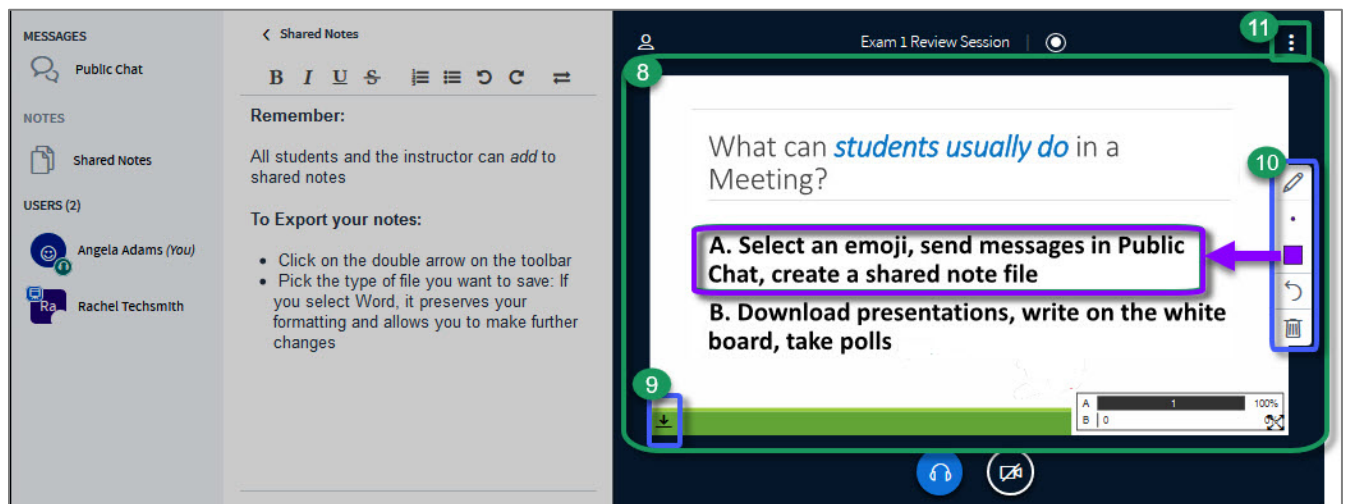 MESSAGES
Public Chat
NOTES
Shared Notes
USERS (2)
Angela Adams (You)
Ra
Rachel Techsmith
Shared Notes
B I U S
Remember:
All students and the instructor can add to
shared notes
To Export your notes:
• Click on the double arrow on the toolbar
• Pick the type of file you want to save: If
you select Word, it preserves your
formatting and allows you to make further
changes
Exam 1 Review Session
11
8
What can students usually do in a
Meeting?
10
A. Select an emoji, send messages in Public
Chat, create a shared note file
B. Download presentations, write on the white
board, take polls
9
A 1 100%
B 0